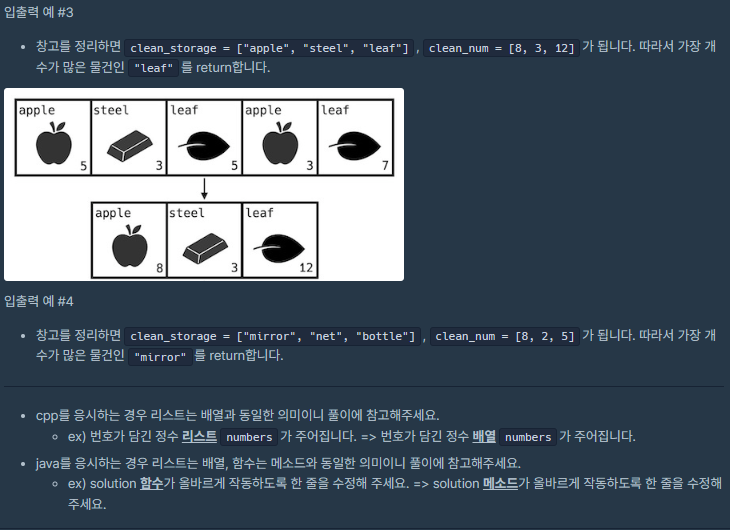 입출력 예 #3
• 창고를 정리하면 clean_storage = ["apple", "steel", "leaf"] , clean_num = [8, 3, 12] 가 됩니다. 따라서 가장 개
수가 많은 물건인 "leaf" 를 return합니다.
apple steel leaf apple leaf
5 3 5 3 7
apple steel leaf
8 3 12
입출력 예 #4
• 창고를 정리하면 clean_storage = ["mirror", "net", "bottle"] , clean_num = [8, 2, 5] 가 됩니다. 따라서 가장 개
수가 많은 물건인 "mirror" 를 return합니다.
• cpp를 응시하는 경우 리스트는 배열과 동일한 의미이니 풀이에 참고해주세요.
◦ ex) 번호가 담긴 정수 리스트 numbers 가 주어집니다. => 번호가 담긴 정수 배열 numbers 가 주어집니다.
• java를 응시하는 경우 리스트는 배열, 함수는 메소드와 동일한 의미이니 풀이에 참고해주세요.
◦ ex) solution 함수가 올바르게 작동하도록 한 줄을 수정해 주세요. => solution 메소드가 올바르게 작동하도록 한 줄을 수정해
주세요.